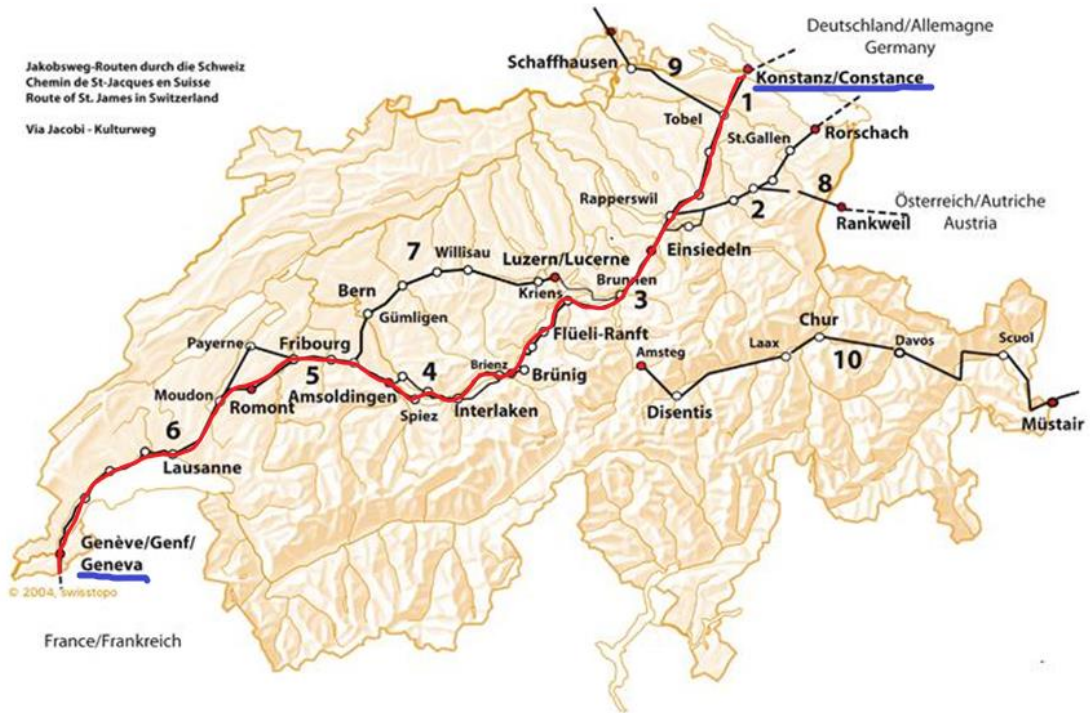 Jakobsweg-Routen durch die Schweiz
Chemin de St-Jacques en Suisse
Route of St. James in Switzerland
Via Jacobi - Kulturweg
Deutschland/Allemagne
Germany
Schaffhausen
9
Konstanz/Constance
1
Tobel
St.Gallen
Rorschach
Rapperswil
2
8
Rankweil
Österreich/Autriche
Austria
Einsiedeln
7
Willisau
Luzern/Lucerne
Brunnen
Kriens
3
Bern
Gümligen
Flüeli-Ranft
Chur
Payerne
Fribourg
Amsteg
Laax
Davos
Scuol
5
4
Brienz
Brünig
10
Moudon
Romont
Amsoldingen
Spiez
Interlaken
Disentis
Müstair
6
Lausanne
Genève/Genf/
Geneva
© 2004, swisstopo
France/Frankreich